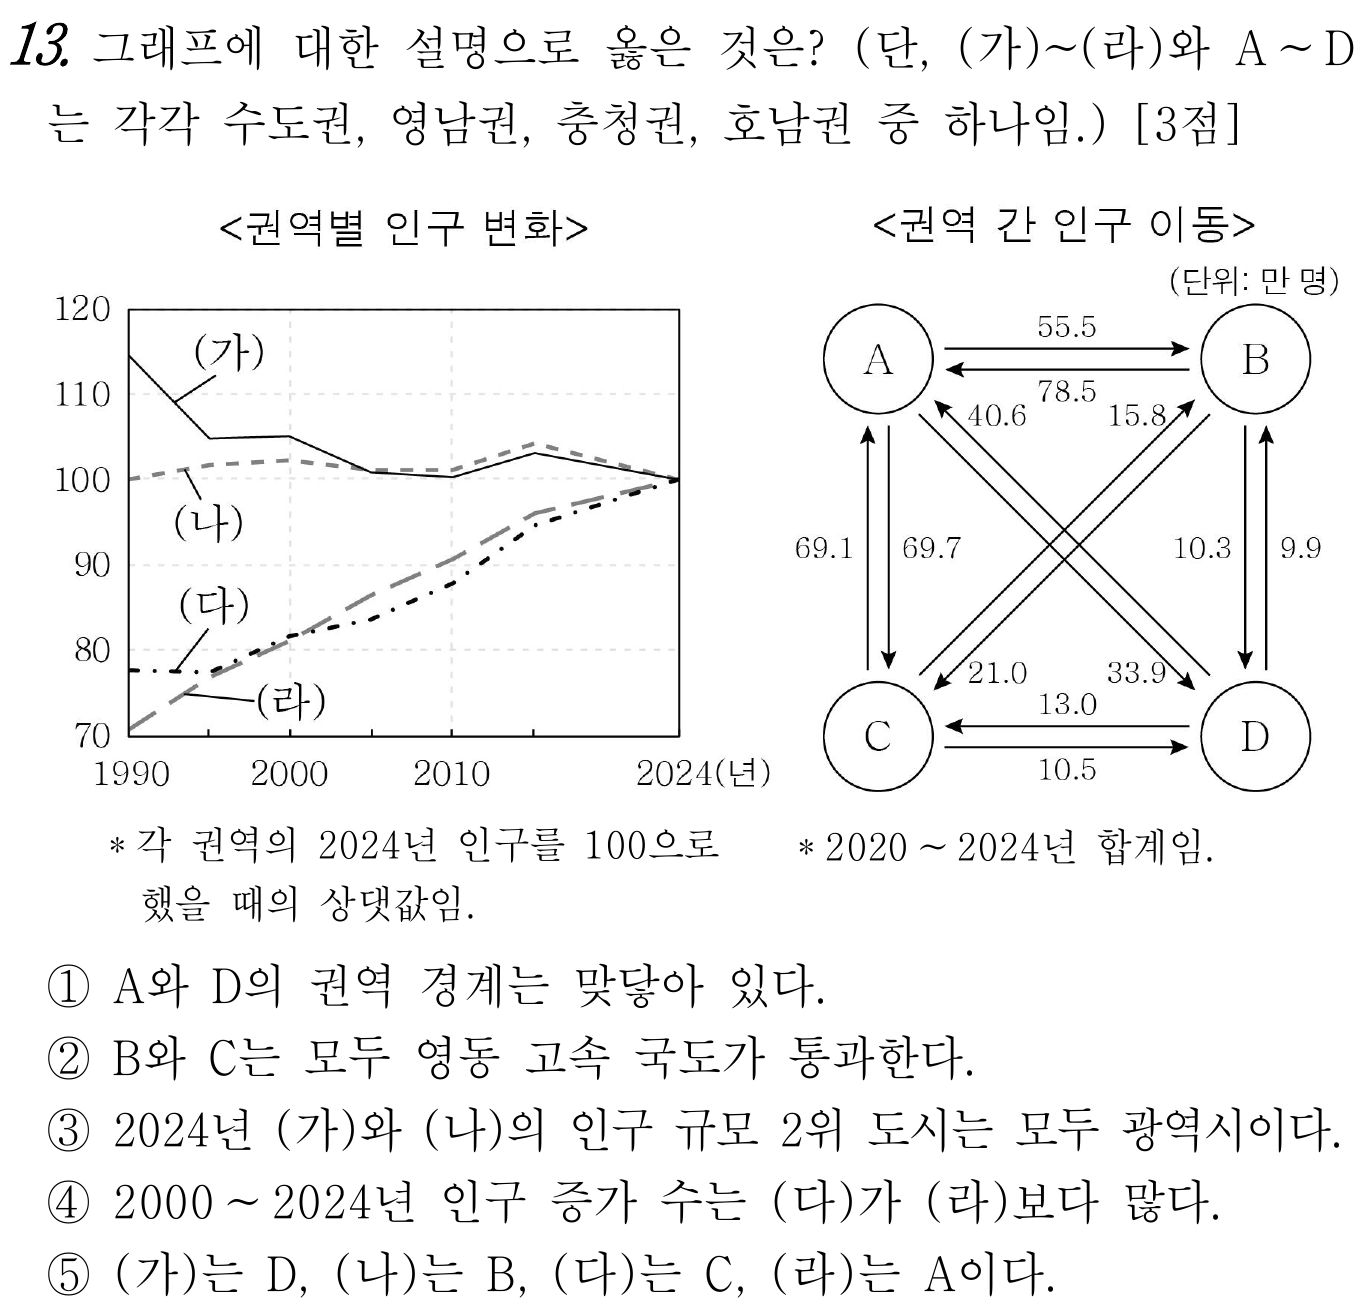 13. 그래프에 대한 설명으로 옳은 것은? (단, (가)~(라)와 A~D
는 각각 수도권, 영남권, 충청권, 호남권 중 하나임.) [3점]
<권역별 인구 변화>
120
110
100
90
80
70
(가)
(나)
(다)
(라)
1990 2000 2010 2024(년)
* 각 권역의 2024년 인구를 100으로
했을 때의 상댓값임.
<권역 간 인구 이동>
(단위: 만 명)
A 55.5 B
78.5
40.6 15.8
69.1 69.7 10.3 9.9
21.0 33.9
13.0
C D
10.5
* 2020~2024년 합계임.
① A와 D의 권역 경계는 맞닿아 있다.
② B와 C는 모두 영동 고속 국도가 통과한다.
③ 2024년 (가)와 (나)의 인구 규모 2위 도시는 모두 광역시이다.
④ 2000~2024년 인구 증가 수는 (다)가 (라)보다 많다.
⑤ (가)는 D, (나)는 B, (다)는 C, (라)는 A이다.